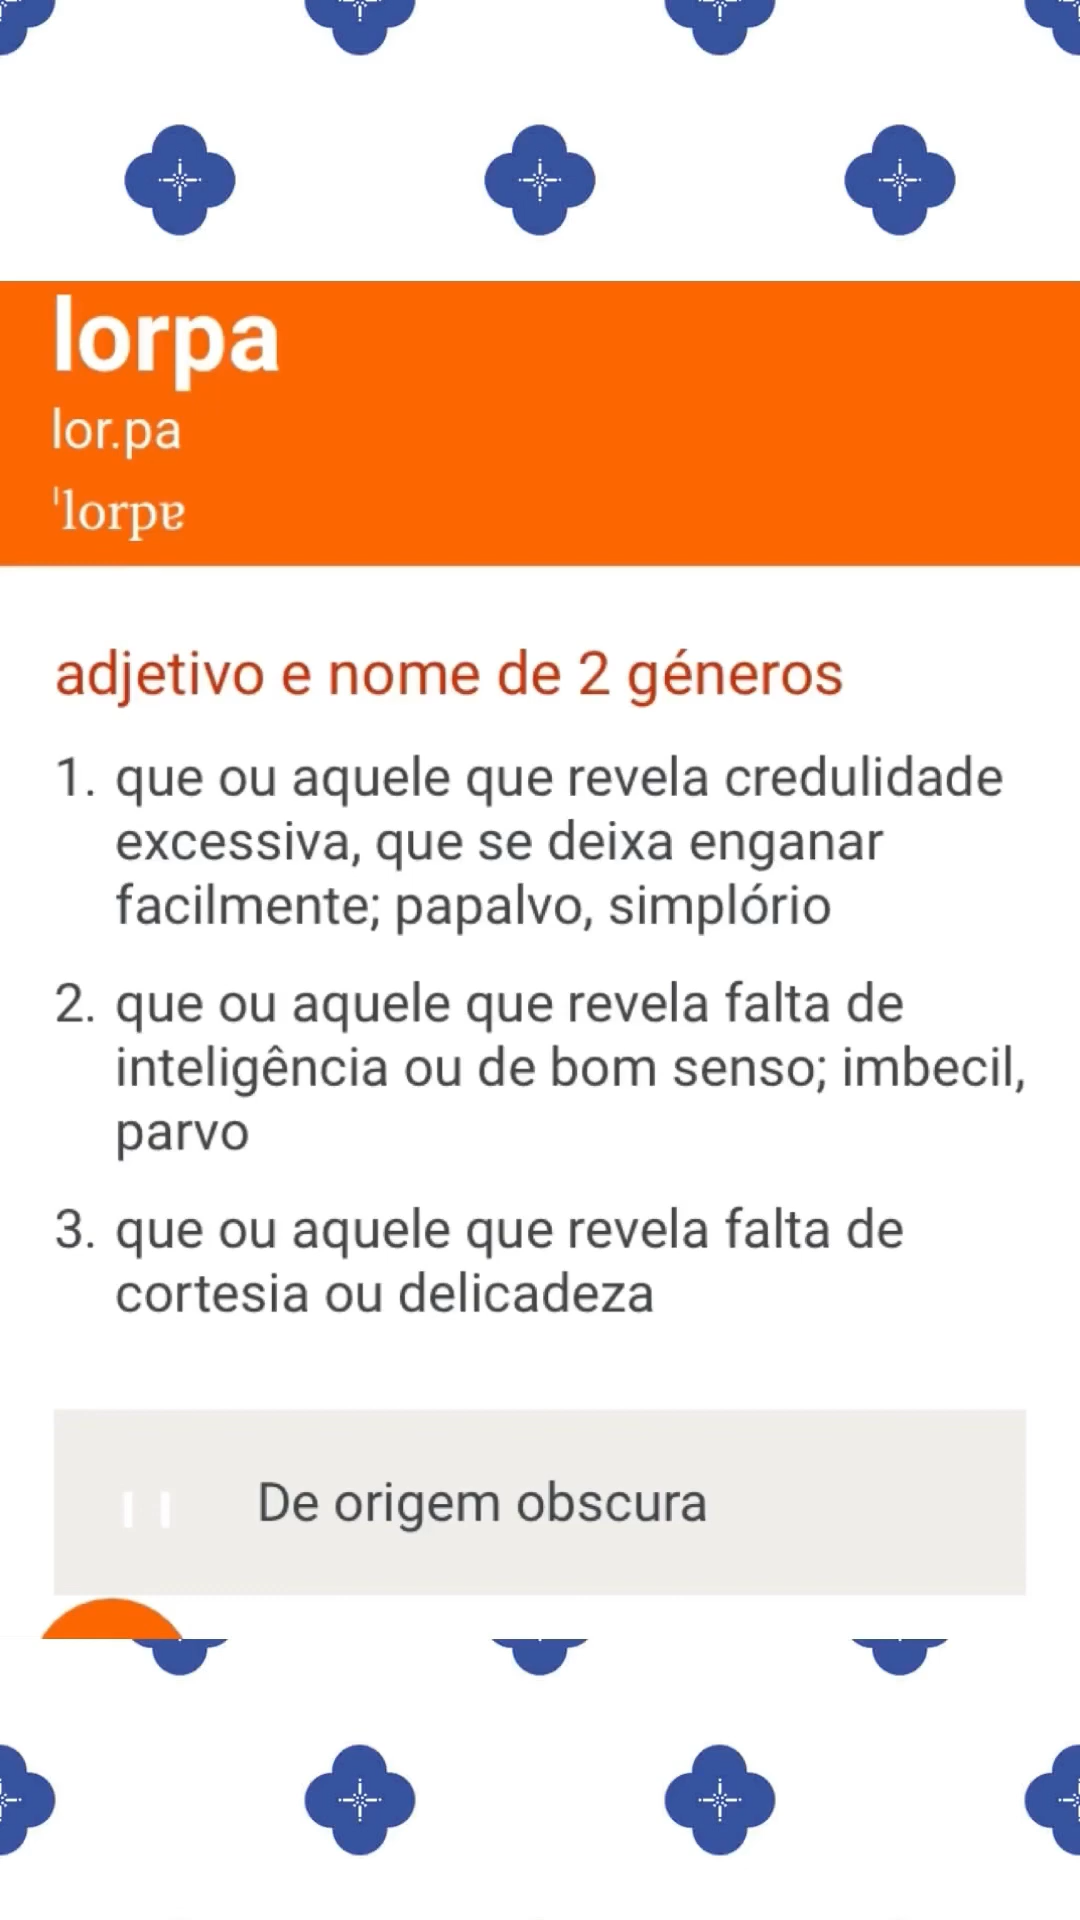 lorpa
lor.pa
ˈlorpɐ
adjetivo e nome de 2 géneros
1. que ou aquele que revela credulidade
excessiva, que se deixa enganar
facilmente; papalvo, simplório
2. que ou aquele que revela falta de
inteligência ou de bom senso; imbecil,
parvo
3. que ou aquele que revela falta de
cortesia ou delicadeza
De origem obscura